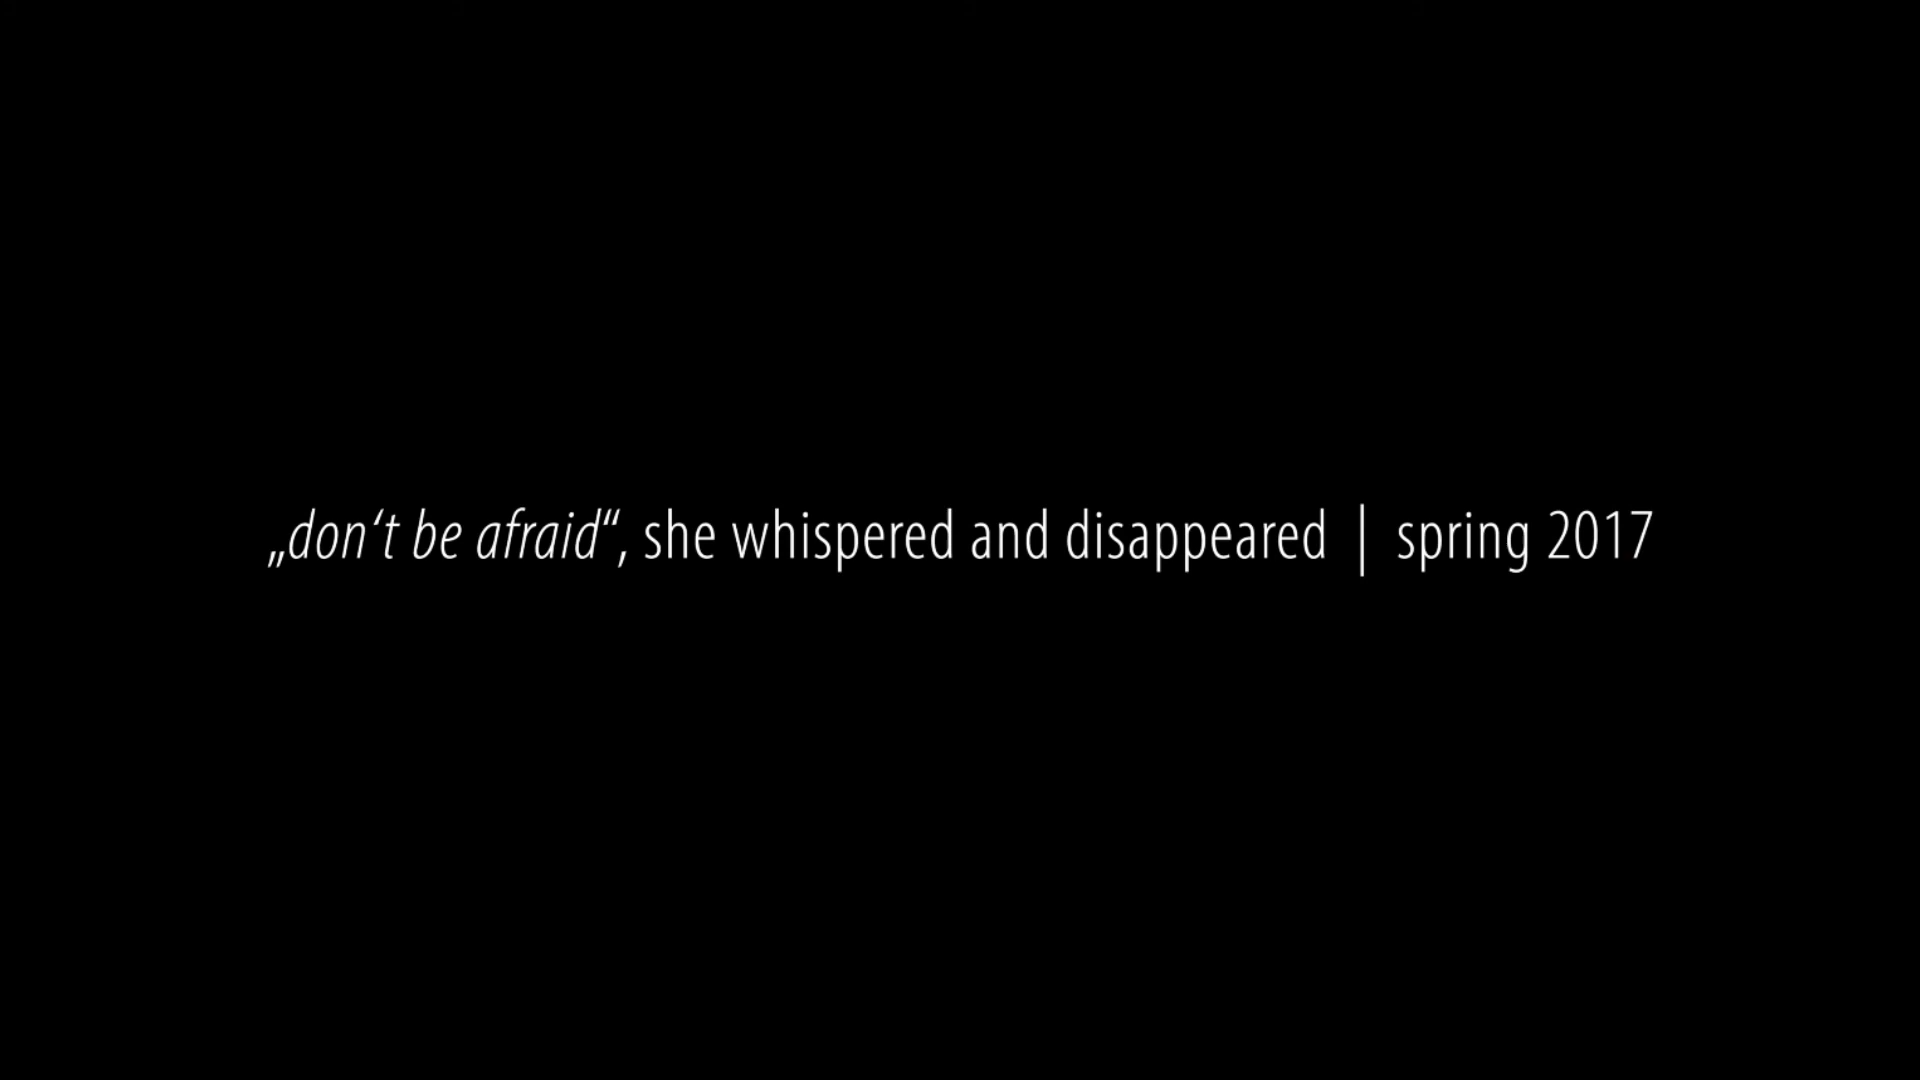 „don‘t be afraid“, she whispered and disappeared | spring 2017